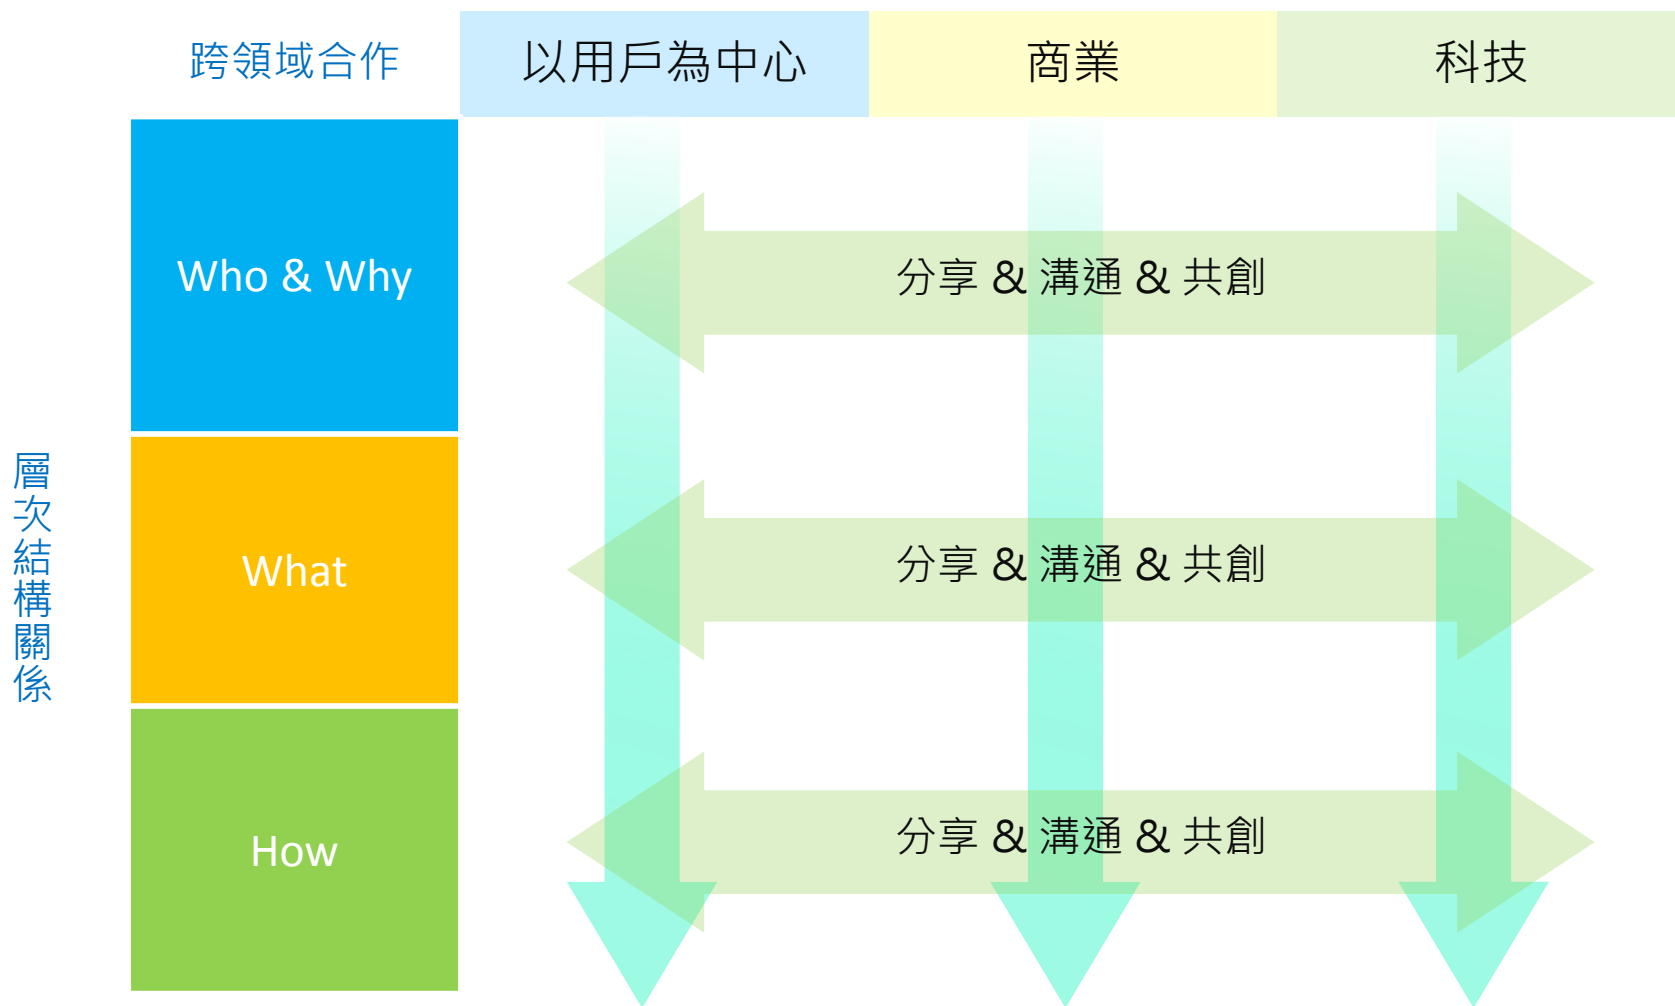 跨領域合作
以用戶為中心
商業
科技
Who & Why
分享 & 溝通 & 共創
層次結構關係
What
分享 & 溝通 & 共創
How
分享 & 溝通 & 共創